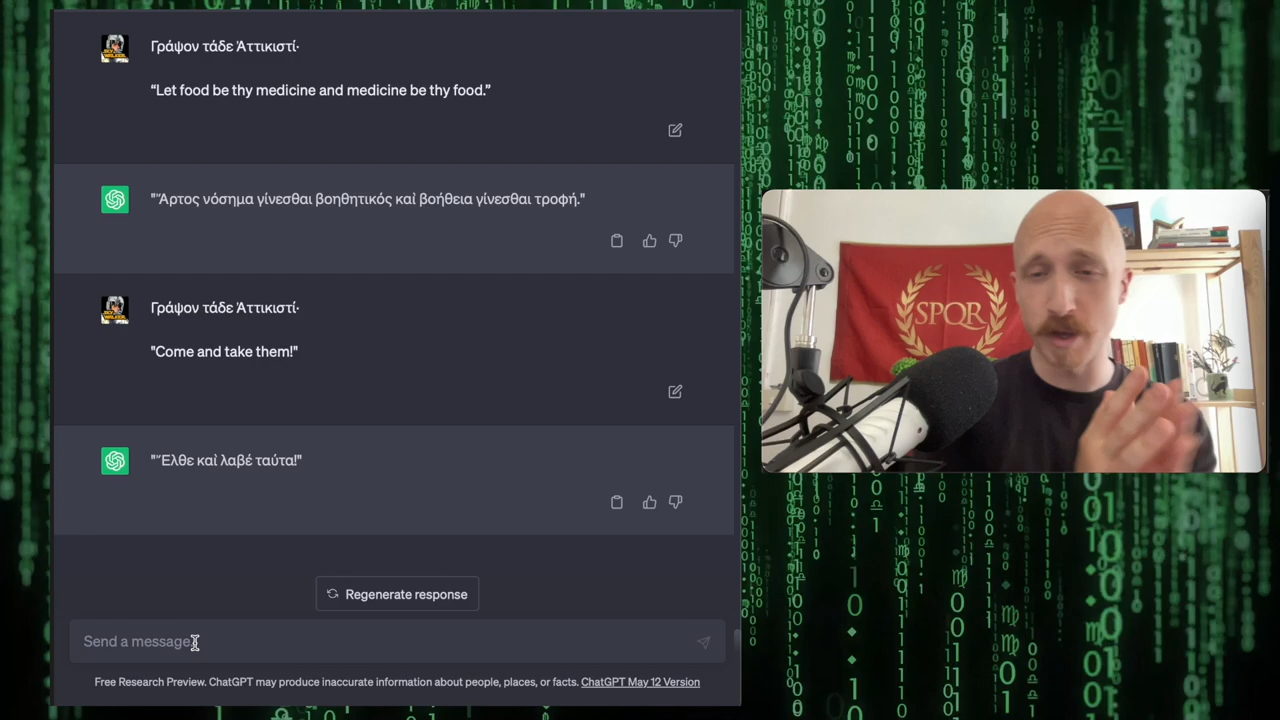 Γράψον τάδε Ἀττικιστί·
“Let food be thy medicine and medicine be thy food.”
"Ἄρτος νόσημα γίνεσθαι βοηθητικός καὶ βοήθεια γίνεσθαι τροφή."
Γράψον τάδε Ἀττικιστί·
"Come and take them!"
"Ἔλθε καὶ λαβέ ταύτα!"
Regenerate response
Send a message
Free Research Preview. ChatGPT may produce inaccurate information about people, places, or facts. ChatGPT May 12 Version
SPQR